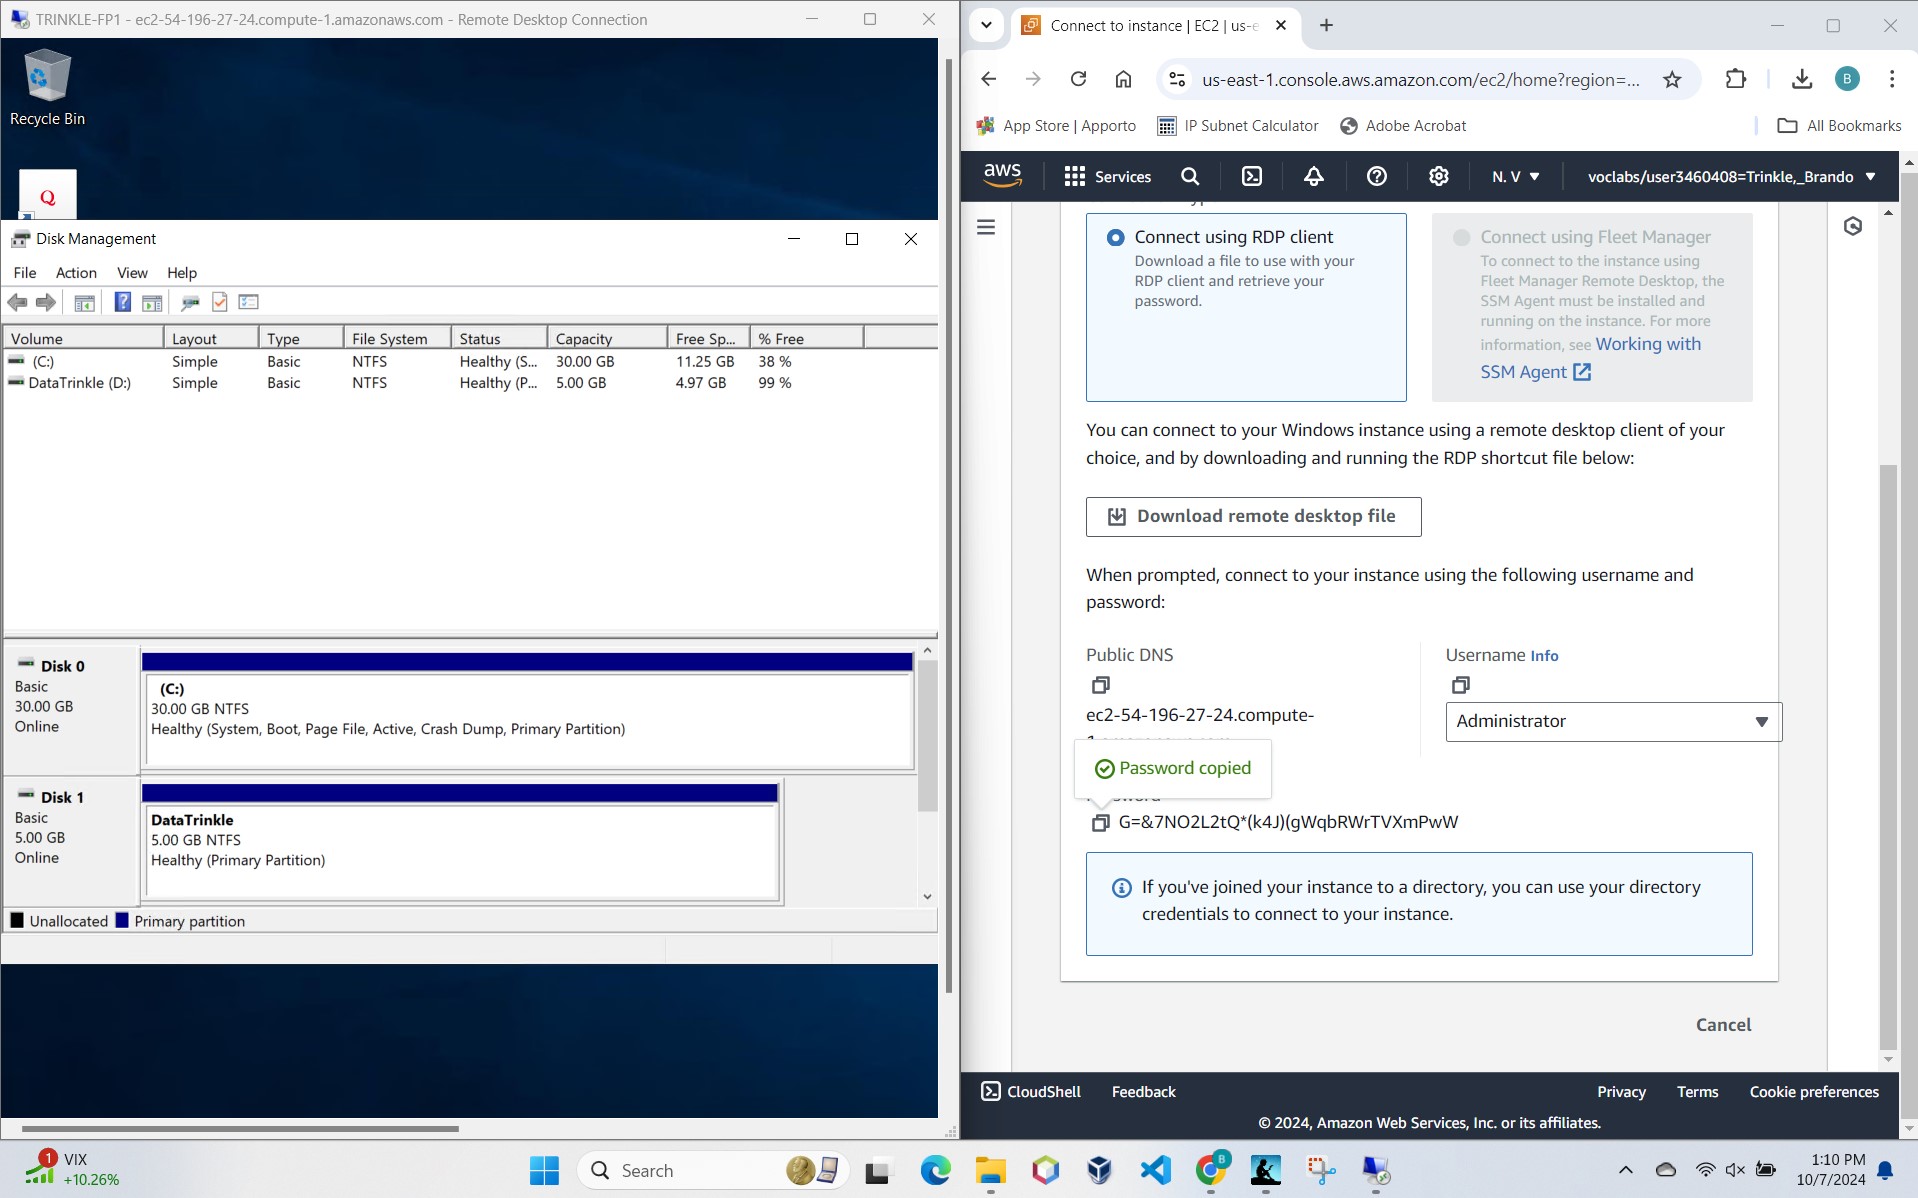 TRINKLE-FP1 - ec2-54-196-27-24.compute-1.amazonaws.com - Remote Desktop Connection
Recycle Bin
Q
Disk Management
File Action View Help
Volume Layout Type File System Status Capacity Free Sp... % Free
(C:) Simple Basic NTFS Healthy (S... 30.00 GB 11.25 GB 38 %
DataTrinkle (D:) Simple Basic NTFS Healthy (P... 5.00 GB 4.97 GB 99 %
Disk 0
Basic
30.00 GB
Online
(C:)
30.00 GB NTFS
Healthy (System, Boot, Page File, Active, Crash Dump, Primary Partition)
Disk 1
Basic
5.00 GB
Online
DataTrinkle
5.00 GB NTFS
Healthy (Primary Partition)
Unallocated Primary partition
Connect to instance | EC2 | us-e
us-east-1.console.aws.amazon.com/ec2/home?region=...
B
App Store | Apporto IP Subnet Calculator Adobe Acrobat All Bookmarks
aws Services N. V voclabs/user3460408=Trinkle,_Brando
Connect using RDP client
Download a file to use with your
RDP client and retrieve your
password.
Connect using Fleet Manager
To connect to the instance using
Fleet Manager Remote Desktop, the
SSM Agent must be installed and
running on the instance. For more
information, see Working with
SSM Agent
You can connect to your Windows instance using a remote desktop client of your
choice, and by downloading and running the RDP shortcut file below:
Download remote desktop file
When prompted, connect to your instance using the following username and
password:
Public DNS
ec2-54-196-27-24.compute-
Username Info
Administrator
Password copied
G=&7NO2L2tQ*(k4J)(gWqbRWrTVXmPwW
If you've joined your instance to a directory, you can use your directory
credentials to connect to your instance.
Cancel
CloudShell Feedback Privacy Terms Cookie preferences
© 2024, Amazon Web Services, Inc. or its affiliates.
1
VIX
+10.26%
Search
B
1:10 PM
10/7/2024